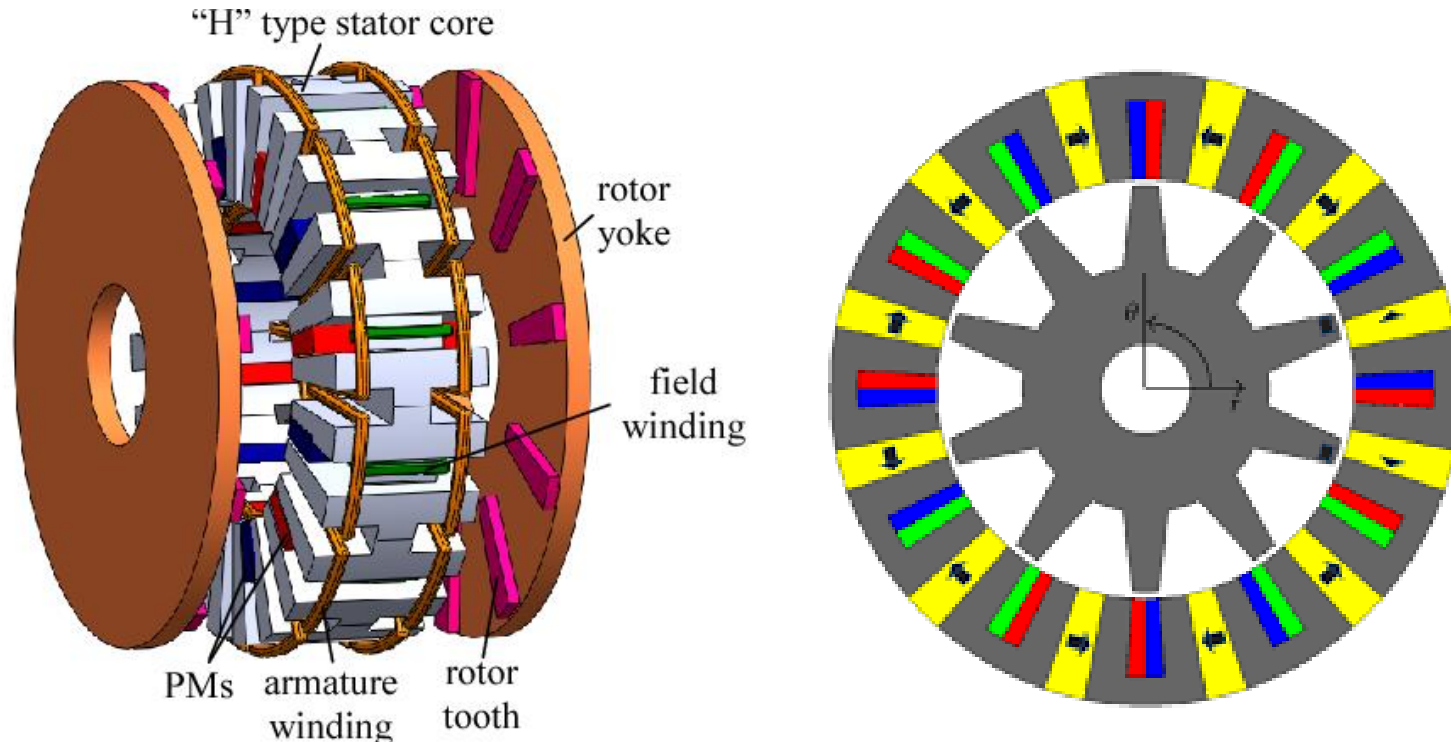 “H” type stator core
rotor
yoke
field
winding
PMs
armature
winding
rotor
tooth
θ
r